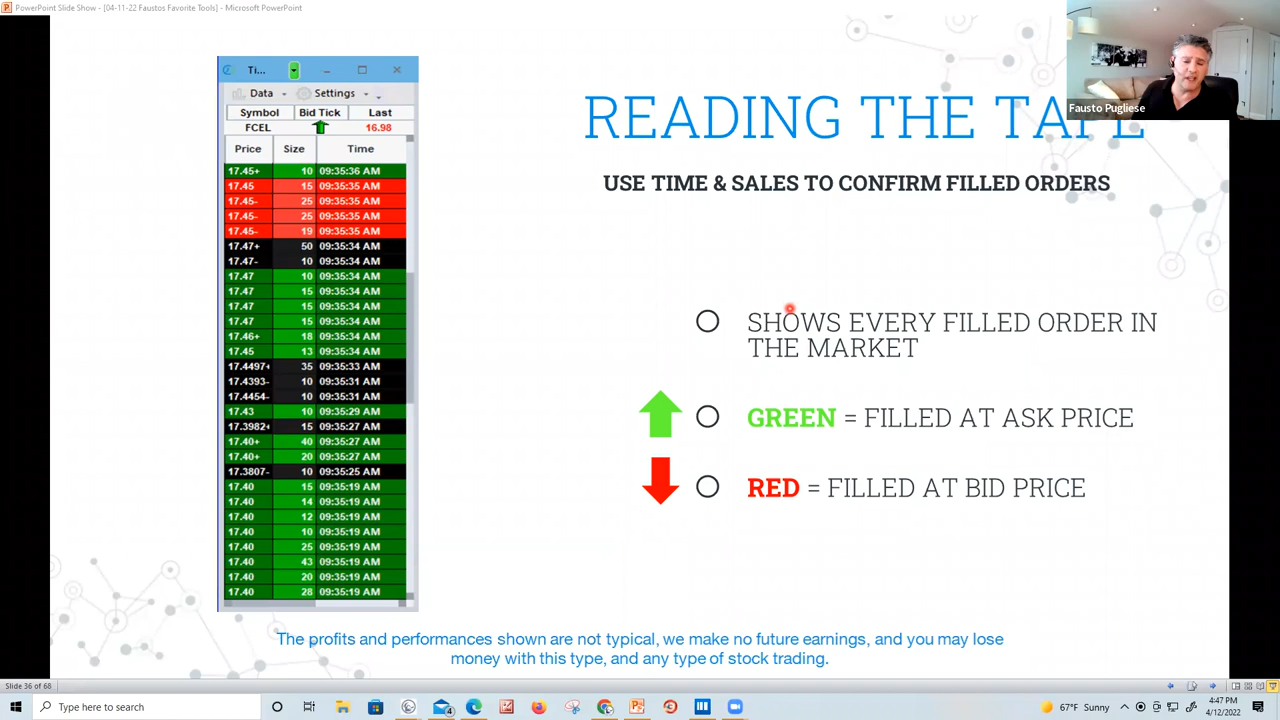 PowerPoint Slide Show - [04-11-22 Faustos Favorite Tools] - Microsoft PowerPoint
Fausto Pugliese
Ti...
Data Settings
Symbol Bid Tick Last
FCEL 16.98
Price Size Time
17.45+ 10 09:35:36 AM
17.45 15 09:35:35 AM
17.45- 25 09:35:35 AM
17.45- 25 09:35:35 AM
17.45- 19 09:35:35 AM
17.47+ 50 09:35:34 AM
17.47- 10 09:35:34 AM
17.47 10 09:35:34 AM
17.47 15 09:35:34 AM
17.47 15 09:35:34 AM
17.47 15 09:35:34 AM
17.46+ 18 09:35:34 AM
17.45 13 09:35:34 AM
17.4497+ 35 09:35:33 AM
17.4393- 10 09:35:31 AM
17.4454- 10 09:35:31 AM
17.43 10 09:35:29 AM
17.3982+ 15 09:35:27 AM
17.40+ 40 09:35:27 AM
17.40+ 20 09:35:27 AM
17.3807- 10 09:35:25 AM
17.40 15 09:35:19 AM
17.40 14 09:35:19 AM
17.40 12 09:35:19 AM
17.40 10 09:35:19 AM
17.40 25 09:35:19 AM
17.40 43 09:35:19 AM
17.40 20 09:35:19 AM
17.40 28 09:35:19 AM
READING THE TAPE
USE TIME & SALES TO CONFIRM FILLED ORDERS
SHOWS EVERY FILLED ORDER IN
THE MARKET
GREEN = FILLED AT ASK PRICE
RED = FILLED AT BID PRICE
The profits and performances shown are not typical, we make no future earnings, and you may lose
money with this type, and any type of stock trading.
Slide 36 of 68
Type here to search
4
67°F Sunny
4:47 PM
4/12/2022